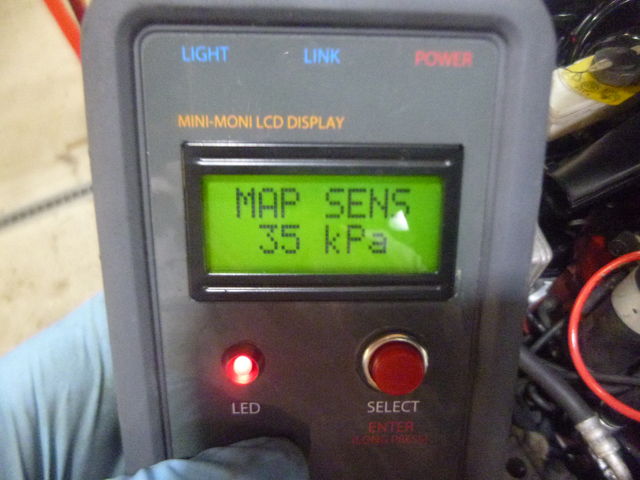 LIGHT LINK POWER
MINI-MONI LCD DISPLAY
MAP SENS
35 kPa
LED SELECT
ENTER
(LONG PRESS)